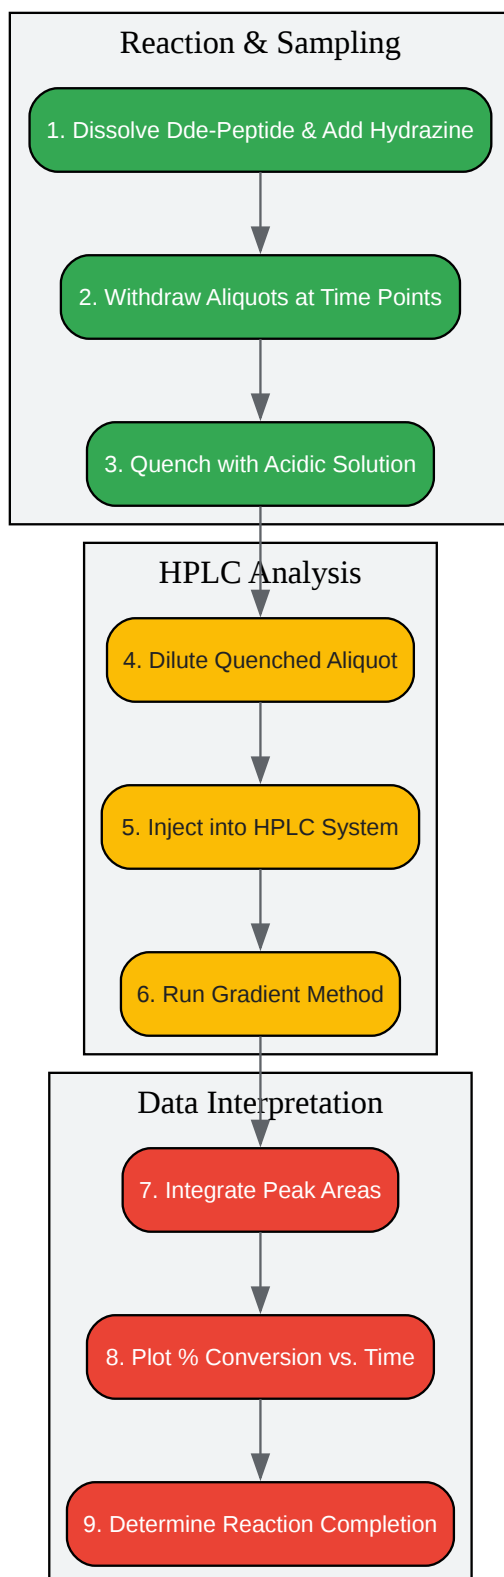 Reaction & Sampling
1. Dissolve Dde-Peptide & Add Hydrazine
2. Withdraw Aliquots at Time Points
3. Quench with Acidic Solution
HPLC Analysis
4. Dilute Quenched Aliquot
5. Inject into HPLC System
6. Run Gradient Method
Data Interpretation
7. Integrate Peak Areas
8. Plot % Conversion vs. Time
9. Determine Reaction Completion